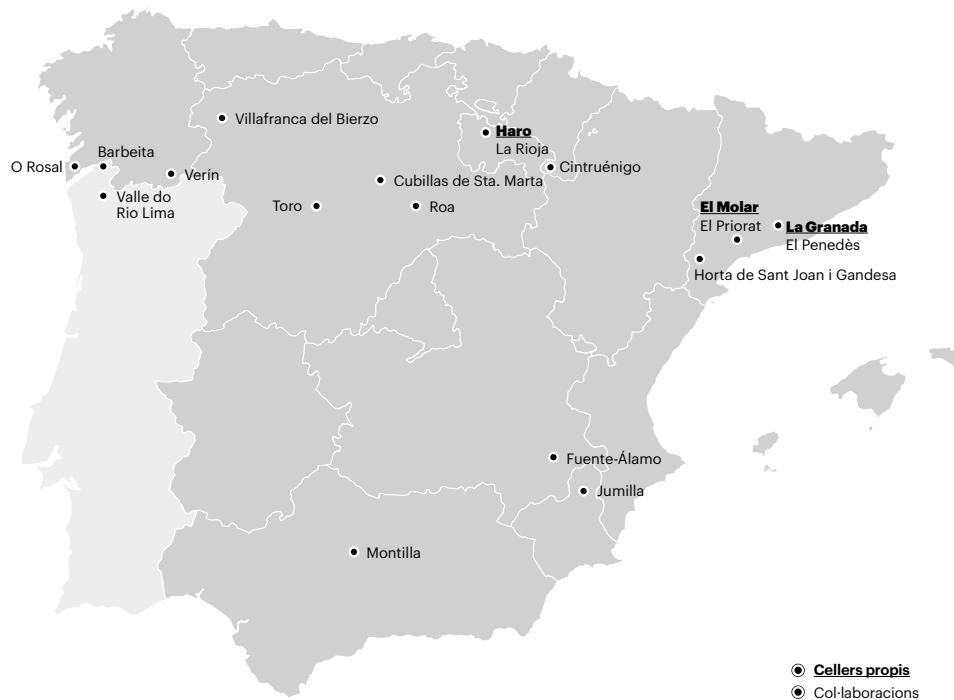 Villafranca del Bierzo
Haro
La Rioja
Barbeita
O Rosal
Verín
Cintruénigo
Cubillas de Sta. Marta
Valle do
Rio Lima
Toro
Roa
El Molar
El Priorat
La Granada
El Penedès
Horta de Sant Joan i Gandesa
Fuente-Álamo
Jumilla
Montilla
Cellers propis
Col·laboracions